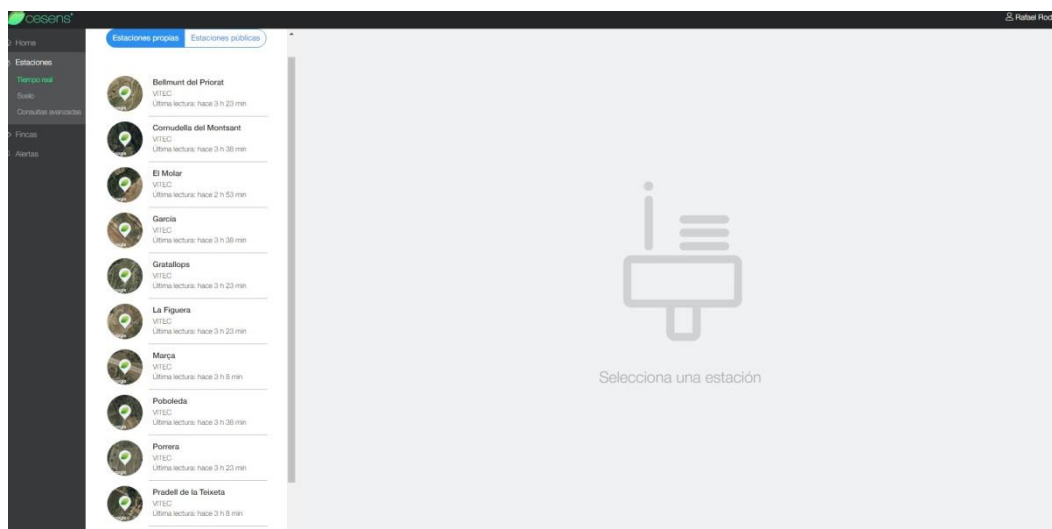 cesens
Rafael Rod
Home
Estaciones
Tiempo real
Suelo
Consultas avanzadas
Fincas
Alertas
Estaciones propias
Estaciones públicas
Bellmunt del Priorat
VITEC
Última lectura: hace 3 h 23 min
Cornudella del Montsant
VITEC
Última lectura: hace 3 h 38 min
El Molar
VITEC
Última lectura: hace 2 h 53 min
García
VITEC
Última lectura: hace 3 h 38 min
Gratallops
VITEC
Última lectura: hace 3 h 23 min
La Figuera
VITEC
Última lectura: hace 3 h 23 min
Marçà
VITEC
Última lectura: hace 3 h 8 min
Poboleda
VITEC
Última lectura: hace 3 h 38 min
Porrera
VITEC
Última lectura: hace 3 h 23 min
Pradell de la Teixeta
VITEC
Última lectura: hace 3 h 8 min
Selecciona una estación